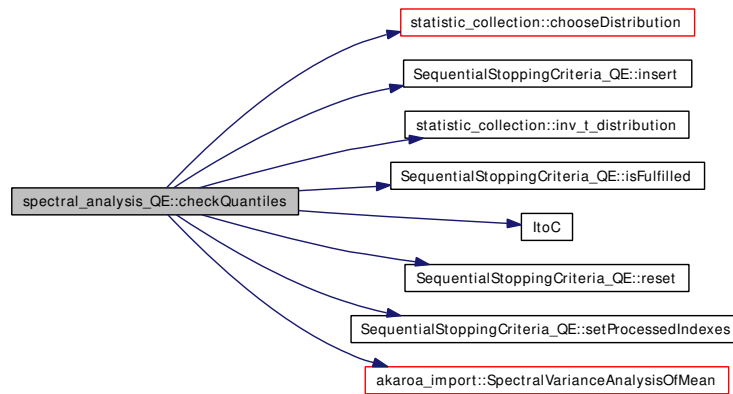 statistic_collection::chooseDistribution
SequentialStoppingCriteria_QE::insert
statistic_collection::inv_t_distribution
SequentialStoppingCriteria_QE::isFulfilled
spectral_analysis_QE::checkQuantiles
ItoC
SequentialStoppingCriteria_QE::reset
SequentialStoppingCriteria_QE::setProcessedIndexes
akaroa_import::SpectralVarianceAnalysisOfMean